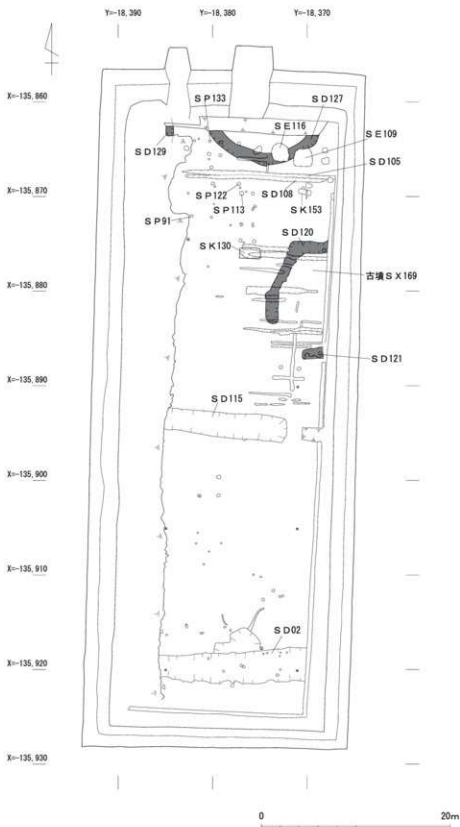 Y=-18,390
Y=-18,380
Y=-18,370
X=-135,860
X=-135,870
X=-135,880
X=-135,890
X=-135,900
X=-135,910
X=-135,920
X=-135,930
SP133
SD127
SE116
SE109
SD129
SD105
SP122
SD108
SP113
SK153
SP91
SD120
SK130
古墳SX169
SD121
SD115
SD02
0
20m